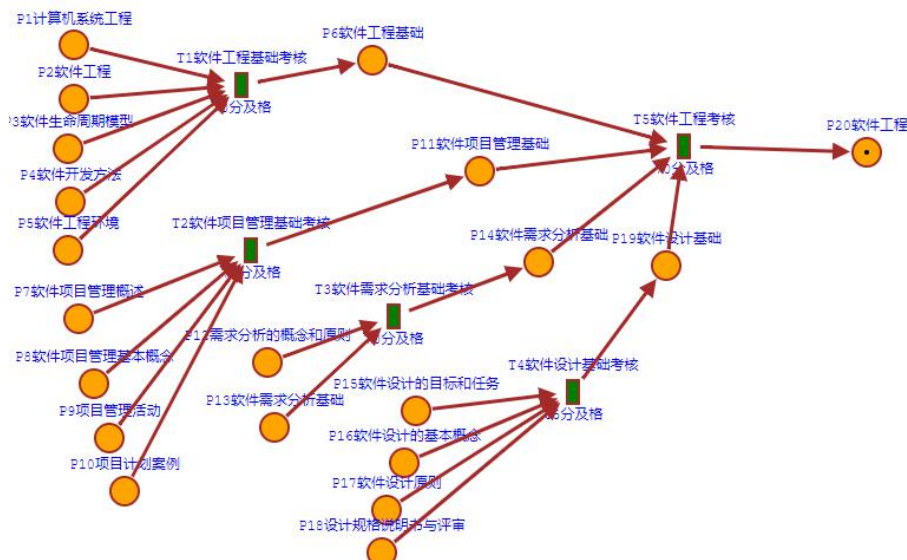 P1计算机系统工程
P6软件工程基础
T1软件工程基础考核
P2软件工程
分及格
P3软件生命周期模型
T5软件工程考核
P20软件工程
P11软件项目管理基础
0分及格
P4软件开发方法
P5软件工程环境
T2软件项目管理基础考核
P14软件需求分析基础
P19软件设计基础
分及格
P7软件项目管理概述
T3软件需求分析基础考核
P12需求分析的概念和原则
分及格
P8软件项目管理基本概念
T4软件设计基础考核
P15软件设计的目标和任务
P13软件需求分析基础
P9项目管理活动
分及格
P16软件设计的基本概念
P10项目计划案例
P17软件设计原则
P18设计规格说明书与评审